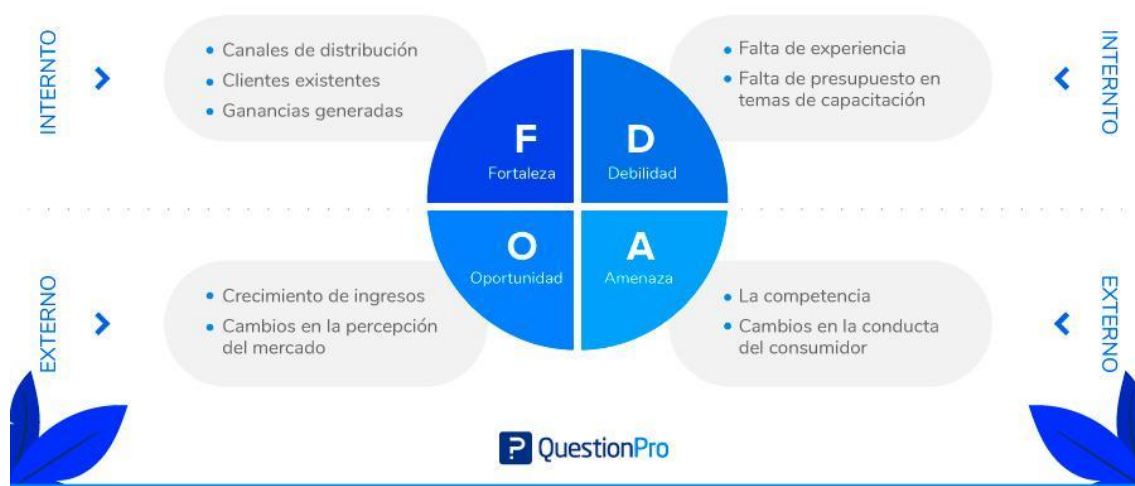 INTERNTO
Canales de distribución
Clientes existentes
Ganancias generadas
F
Fortaleza
D
Debilidad
Falta de experiencia
Falta de presupuesto en
temas de capacitación
INTERNTO
EXTERNO
Crecimiento de ingresos
Cambios en la percepción
del mercado
O
Oportunidad
A
Amenaza
La competencia
Cambios en la conducta
del consumidor
EXTERNO
QuestionPro